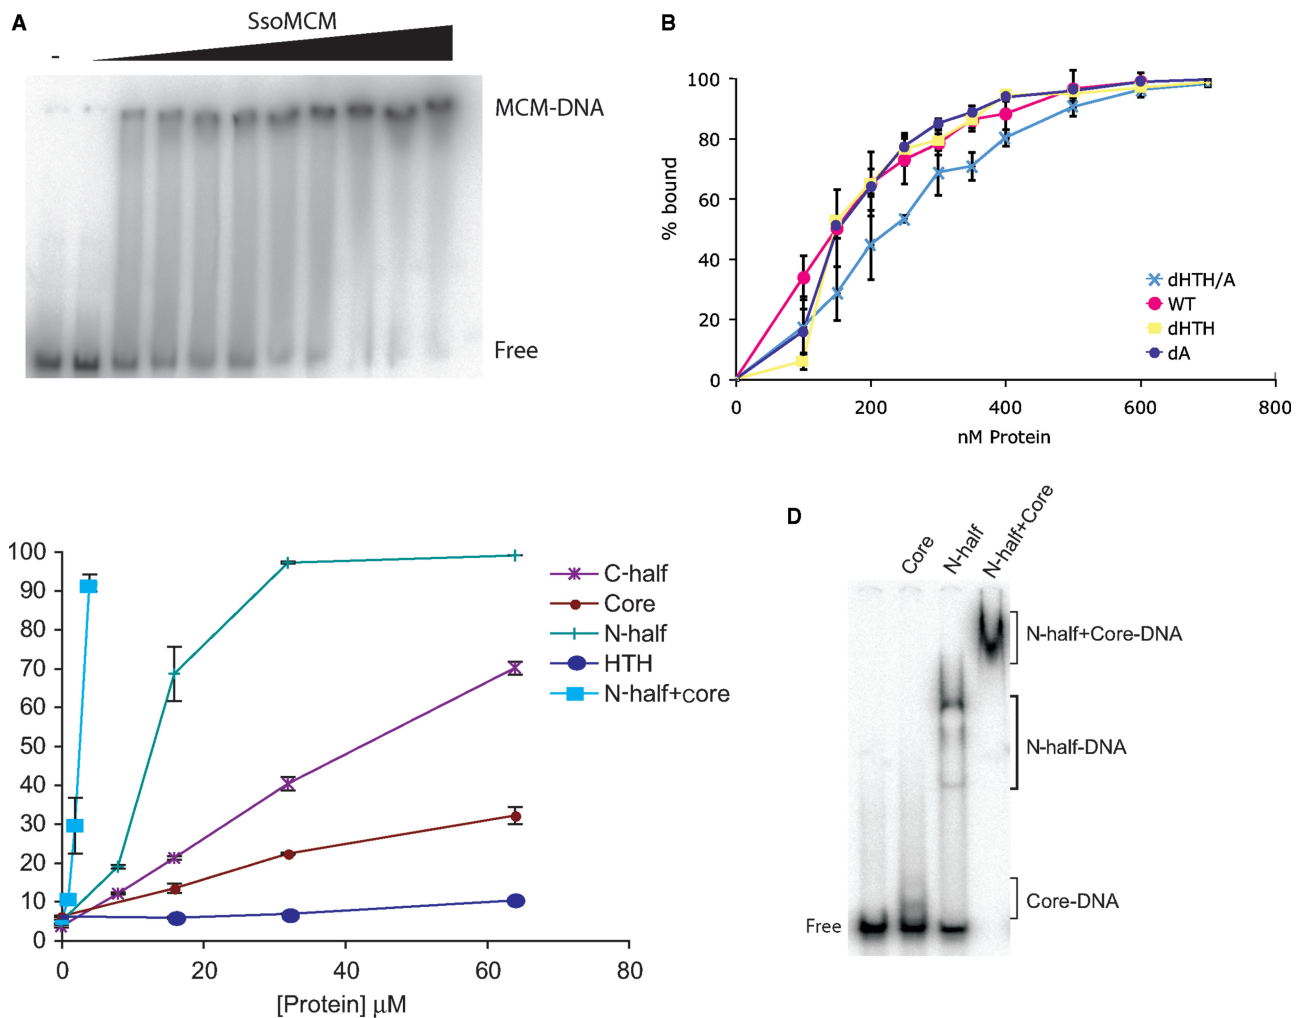 A
SsoMCM
-
MCM-DNA
Free
B
100
80
60
40
20
0
% bound
0 200 400 600 800
nM Protein
dHTH/A
WT
dHTH
dA
100
90
80
70
60
50
40
30
20
10
0
0 20 40 60 80
[Protein] µM
C-half
Core
N-half
HTH
N-half+core
D
Core
N-half
N-half+Core
N-half+Core-DNA
N-half-DNA
Core-DNA
Free